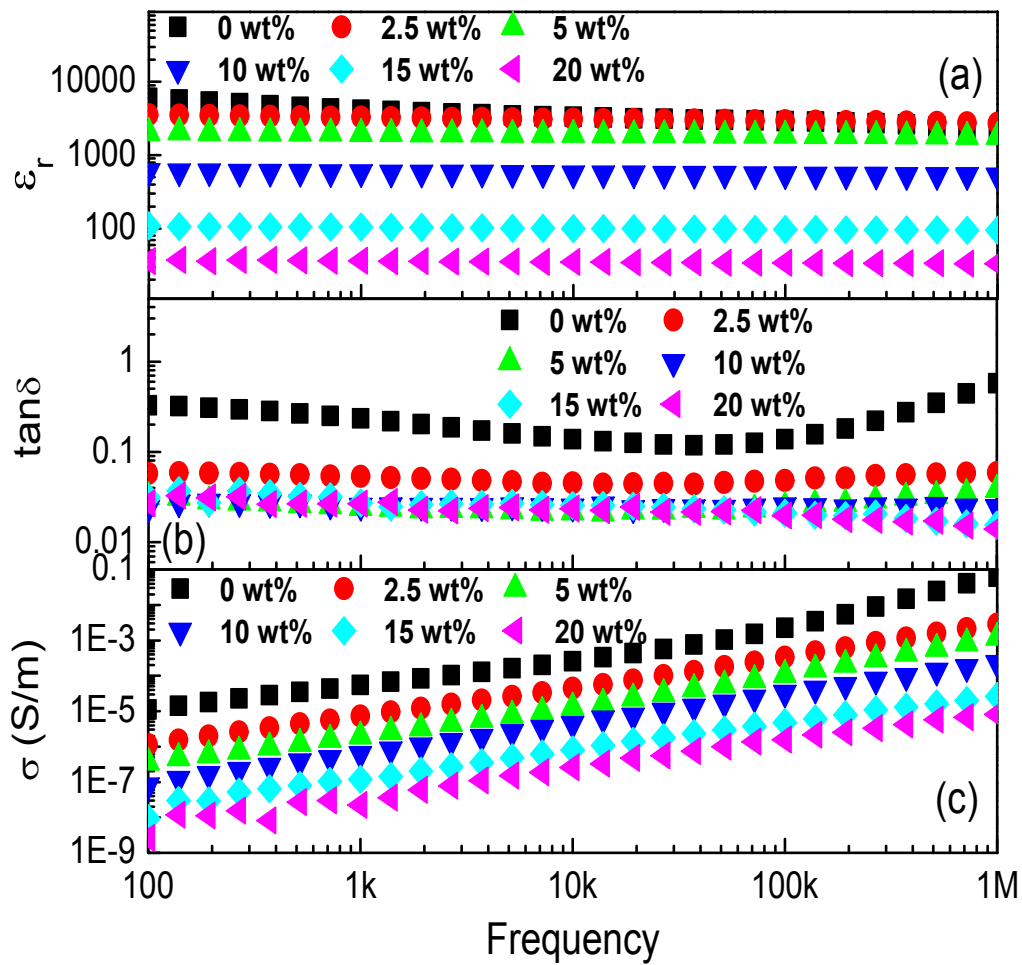 0 wt% 2.5 wt% 5 wt%
10 wt% 15 wt% 20 wt%
(a)
10000
1000
100
εr
0 wt% 2.5 wt%
5 wt% 10 wt%
15 wt% 20 wt%
1
0.1
0.01
tanδ
(b)
0.1
0 wt% 2.5 wt% 5 wt%
10 wt% 15 wt% 20 wt%
1E-3
1E-5
1E-7
1E-9
σ (S/m)
(c)
100 1k 10k 100k 1M
Frequency